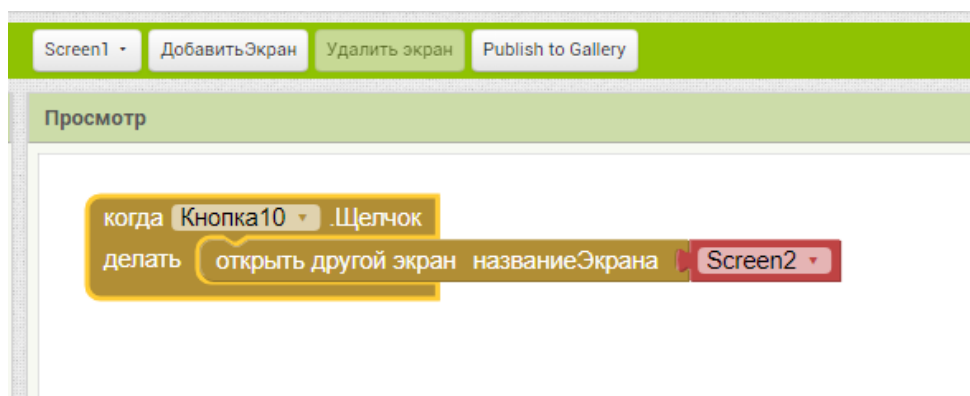 Screen1 ДобавитьЭкран Удалить экран Publish to Gallery
Просмотр
когда Кнопка10 .Щелчок
делать открыть другой экран названиеЭкрана Screen2